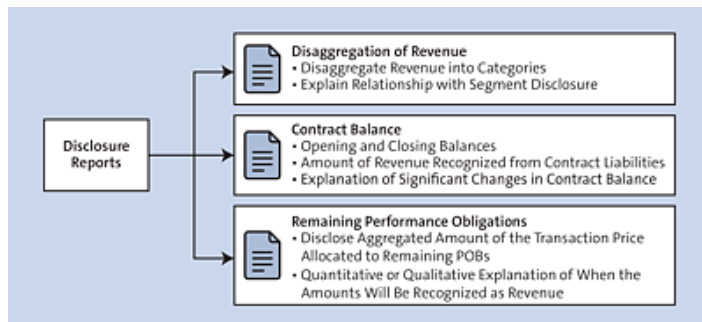 Disclosure
Reports
Disaggregation of Revenue
• Disaggregate Revenue into Categories
• Explain Relationship with Segment Disclosure
Contract Balance
• Opening and Closing Balances
• Amount of Revenue Recognized from Contract Liabilities
• Explanation of Significant Changes in Contract Balance
Remaining Performance Obligations
• Disclose Aggregated Amount of the Transaction Price
Allocated to Remaining POBs
• Quantitative or Qualitative Explanation of When the
Amounts Will Be Recognized as Revenue